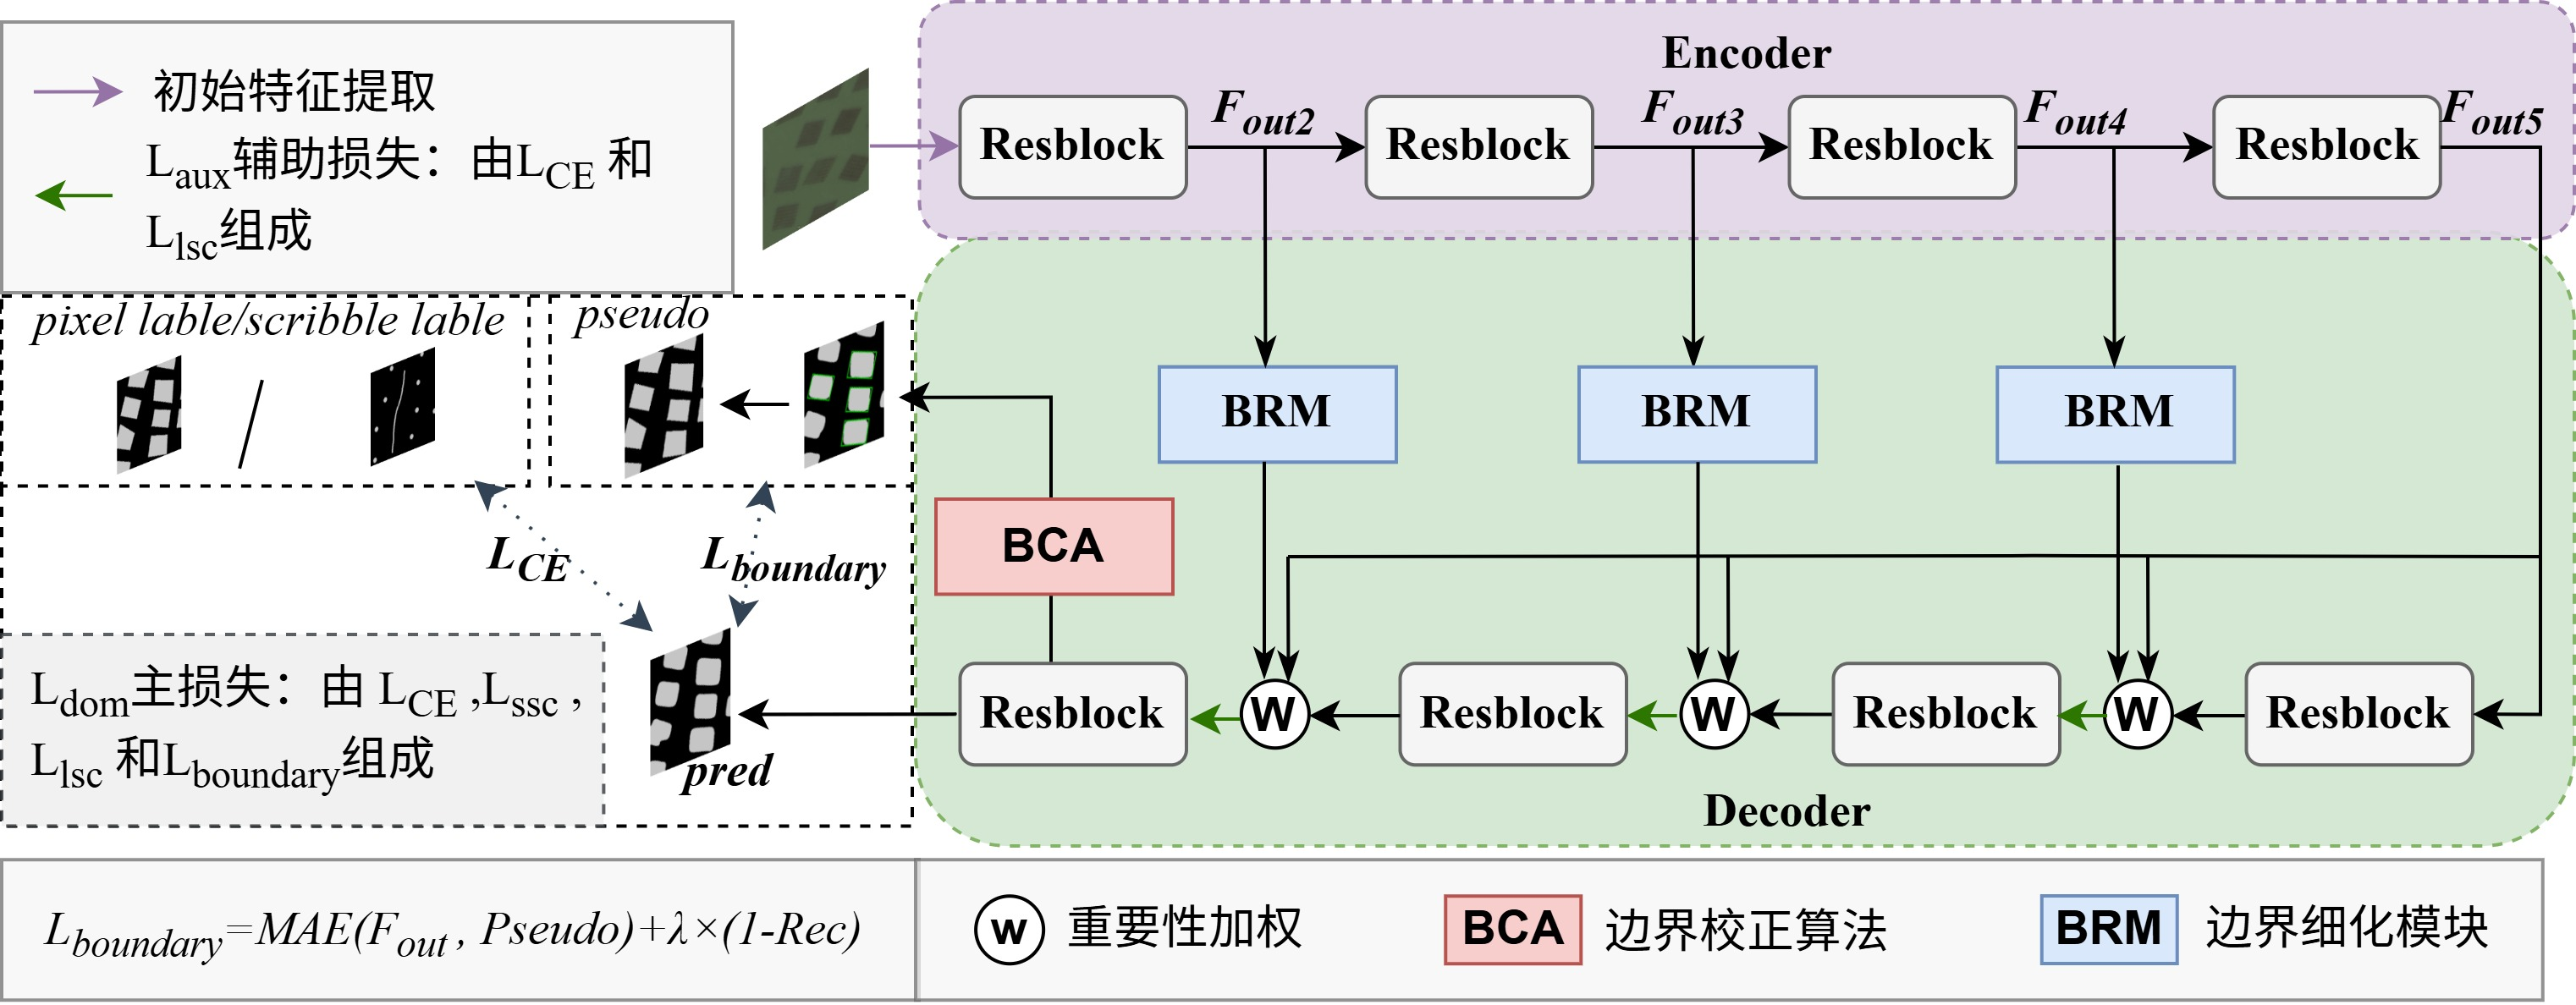 初始特征提取
Laux辅助损失：由LCE 和
Llsc组成
Encoder
Resblock
Fout2
Resblock
Fout3
Resblock
Fout4
Resblock
Fout5
pixel lable/scribble lable
pseudo
BRM
BRM
BRM
BCA
LCE
Lboundary
Ldom主损失：由 LCE ,Lssc ,
Llsc 和Lboundary组成
pred
Resblock
W
Resblock
W
Resblock
W
Resblock
Decoder
Lboundary=MAE(Fout , Pseudo)+λ×(1-Rec)
w 重要性加权
BCA 边界校正算法
BRM 边界细化模块